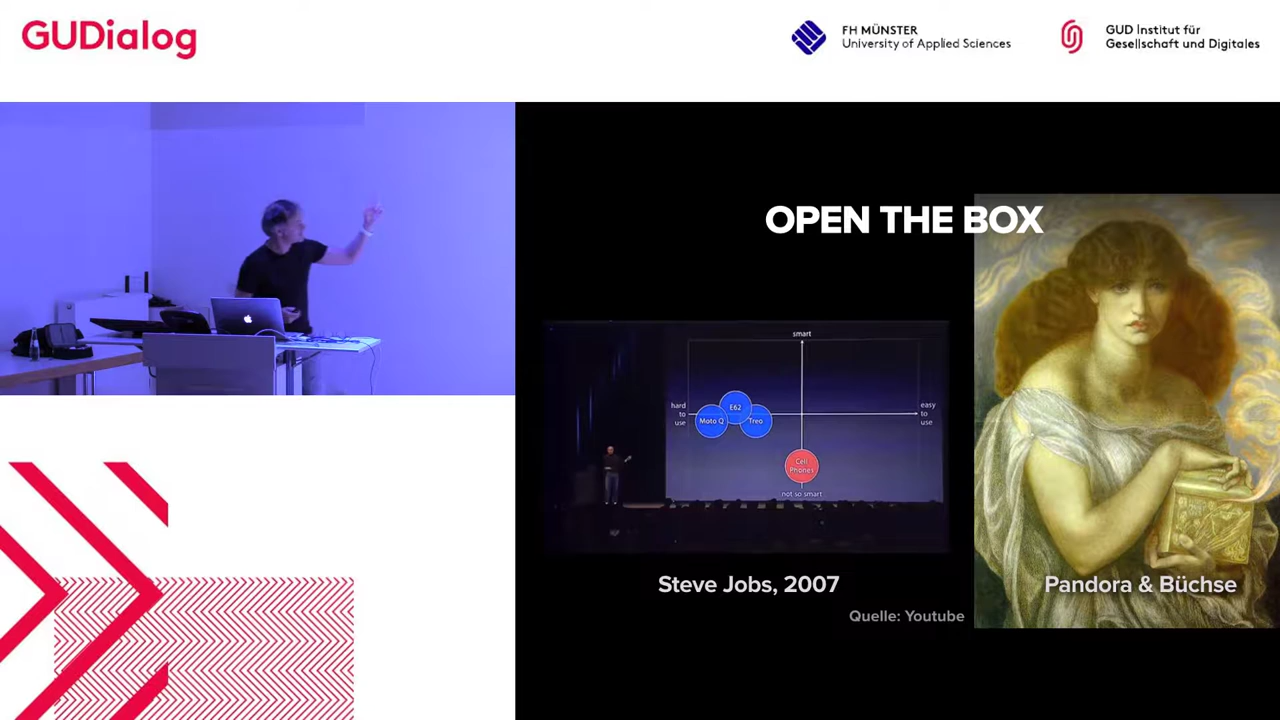 GUDialog
FH MÜNSTER
University of Applied Sciences
GUD Institut für
Gesellschaft und Digitales
OPEN THE BOX
smart
hard
to
use
E62
Moto Q
Treo
easy
to
use
Cell
Phones
not so smart
Steve Jobs, 2007
Pandora & Büchse
Quelle: Youtube